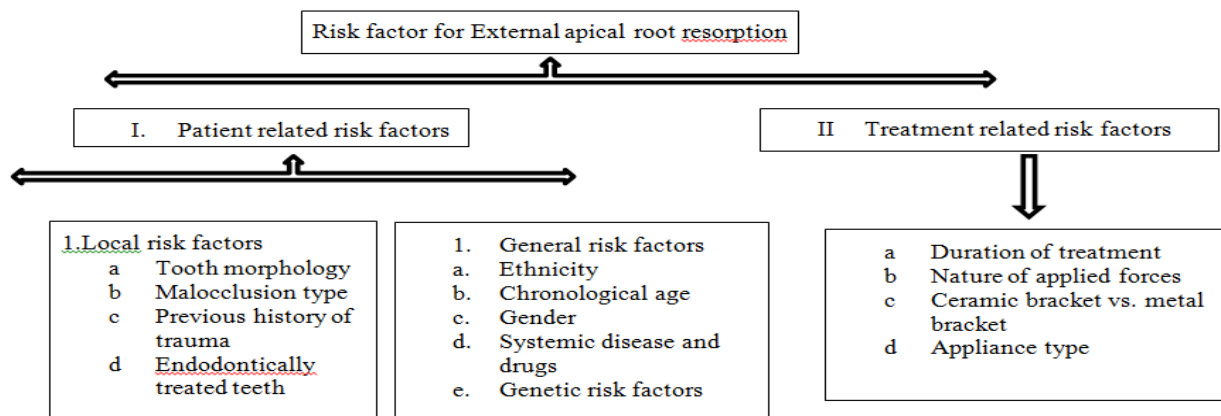 Risk factor for External apical root resorption
I. Patient related risk factors
II Treatment related risk factors
1.Local risk factors
a Tooth morphology
b Malocclusion type
c Previous history of
trauma
d Endodontically
treated teeth
1. General risk factors
a. Ethnicity
b. Chronological age
c. Gender
d. Systemic disease and
drugs
e. Genetic risk factors
a Duration of treatment
b Nature of applied forces
c Ceramic bracket vs. metal
bracket
d Appliance type